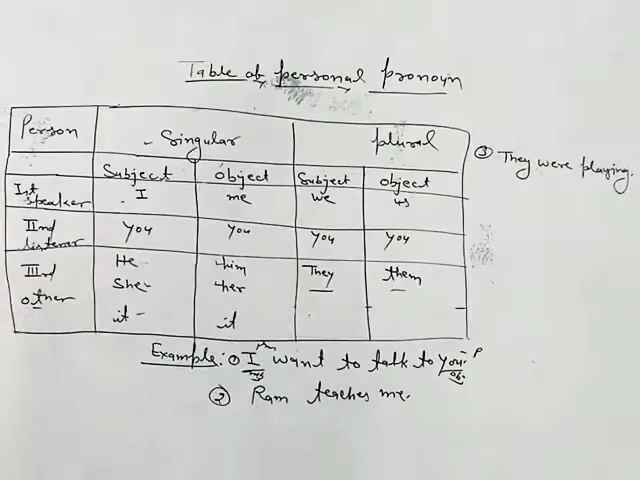 Table of personal pronoyn
Person Singular plural
Subject object Subject object
Ist speaker I me we us
IInd listener you you you you
IIIrd other He him They them
She her
it it
③ They were playing.
Example: ① I want to talk to you.
② Ram teaches me.